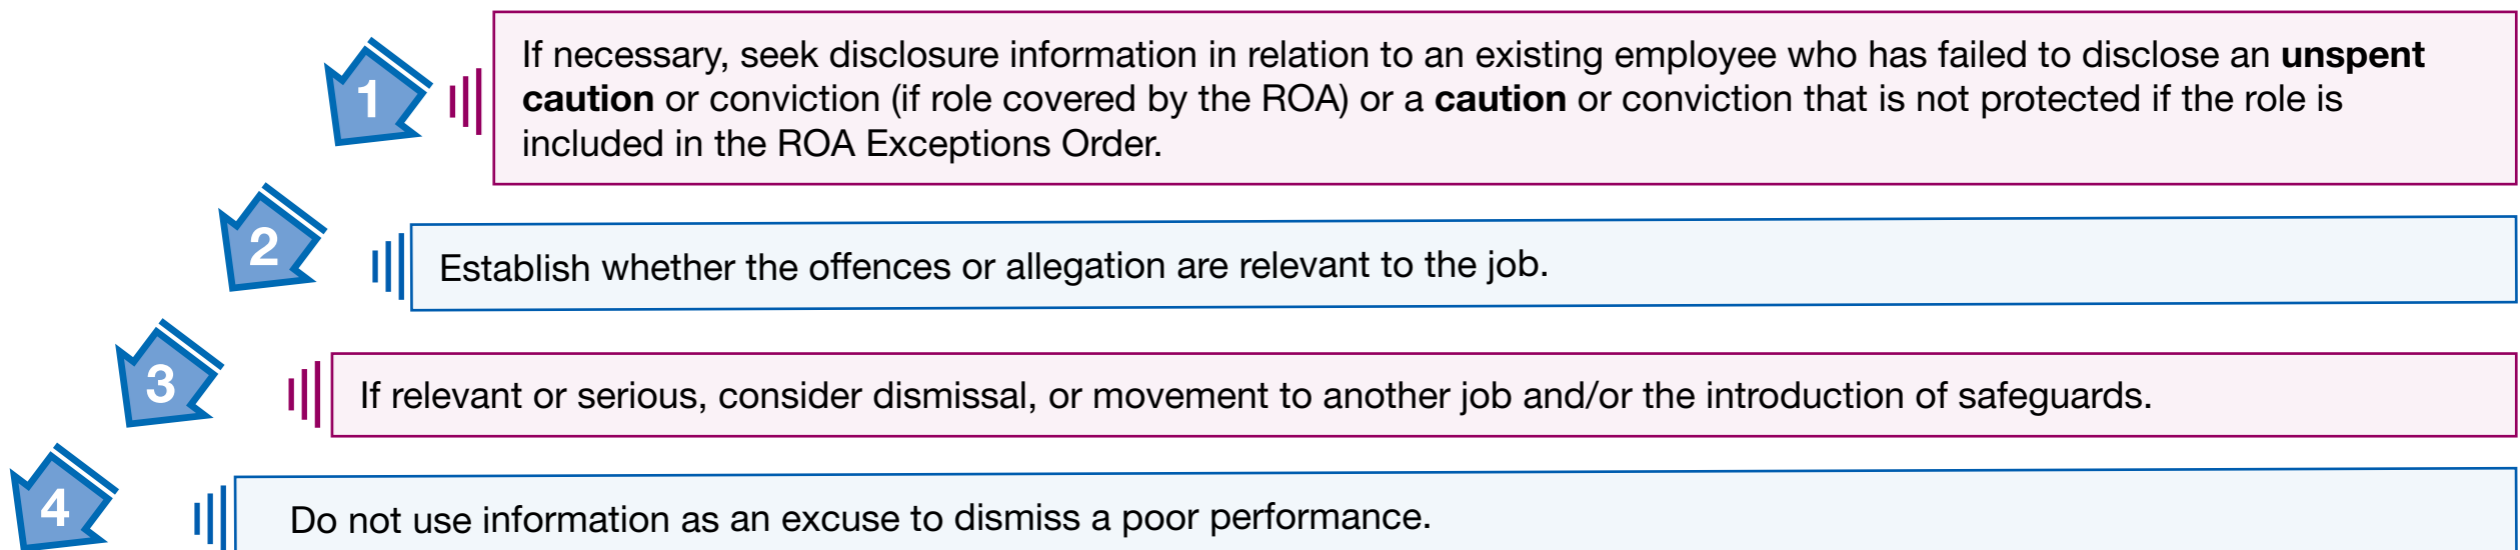 1
If necessary, seek disclosure information in relation to an existing employee who has failed to disclose an unspent
caution or conviction (if role covered by the ROA) or a caution or conviction that is not protected if the role is
included in the ROA Exceptions Order.
2
Establish whether the offences or allegation are relevant to the job.
3
If relevant or serious, consider dismissal, or movement to another job and/or the introduction of safeguards.
4
Do not use information as an excuse to dismiss a poor performance.